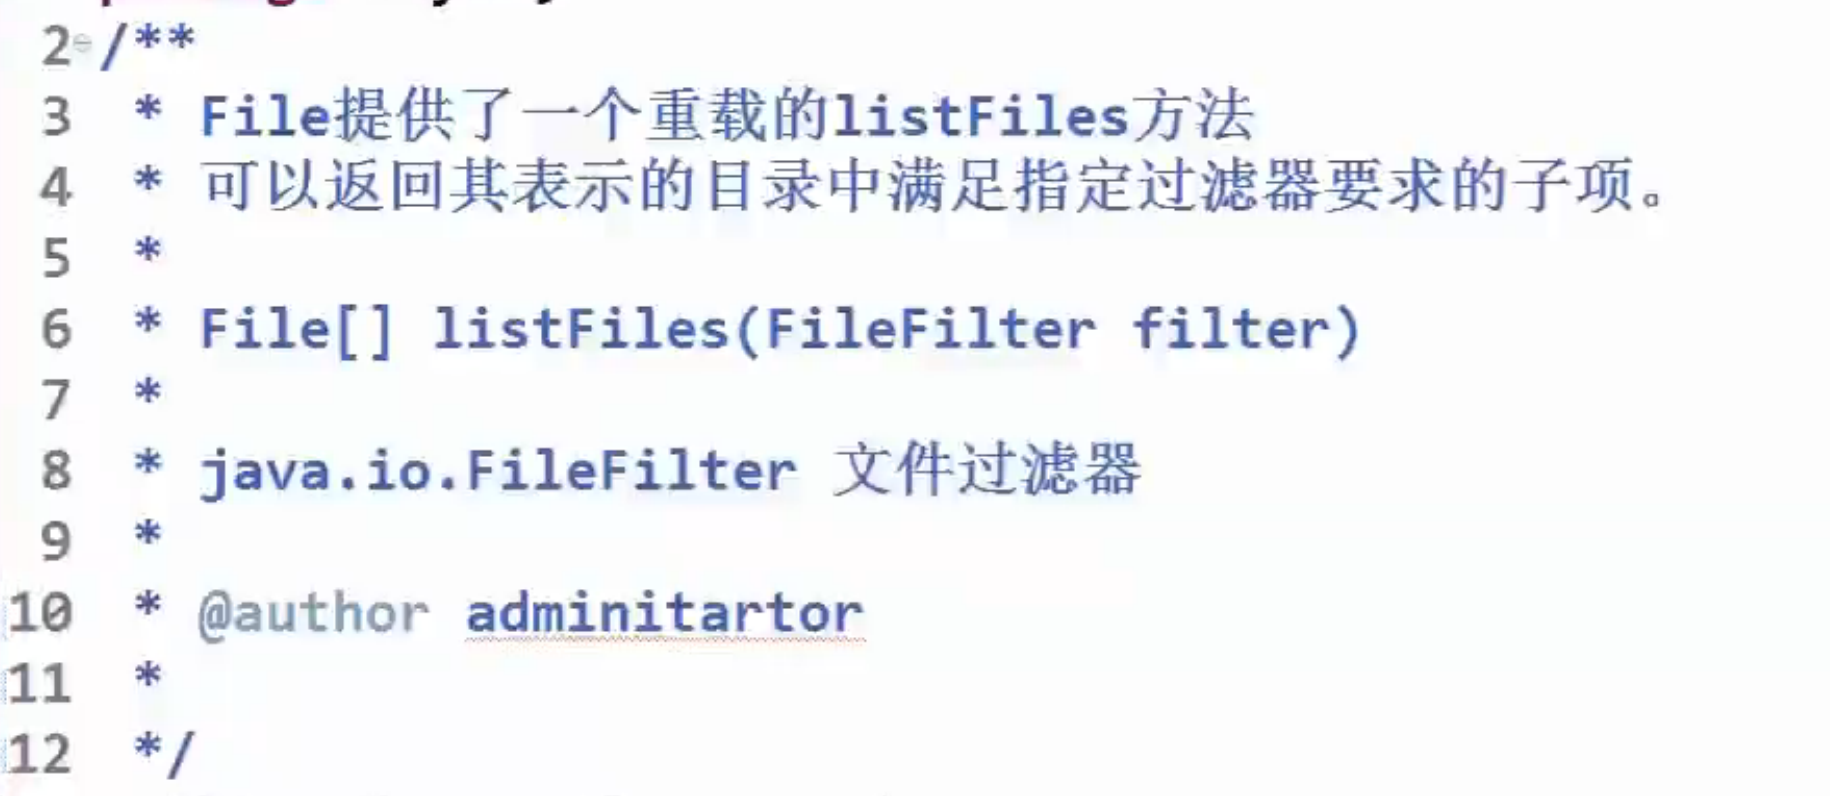 2 /**
3 * File提供了一个重载的listFiles方法
4 * 可以返回其表示的目录中满足指定过滤器要求的子项。
5 *
6 * File[] listFiles(FileFilter filter)
7 *
8 * java.io.FileFilter 文件过滤器
9 *
10 * @author adminitartor
11 *
12 */